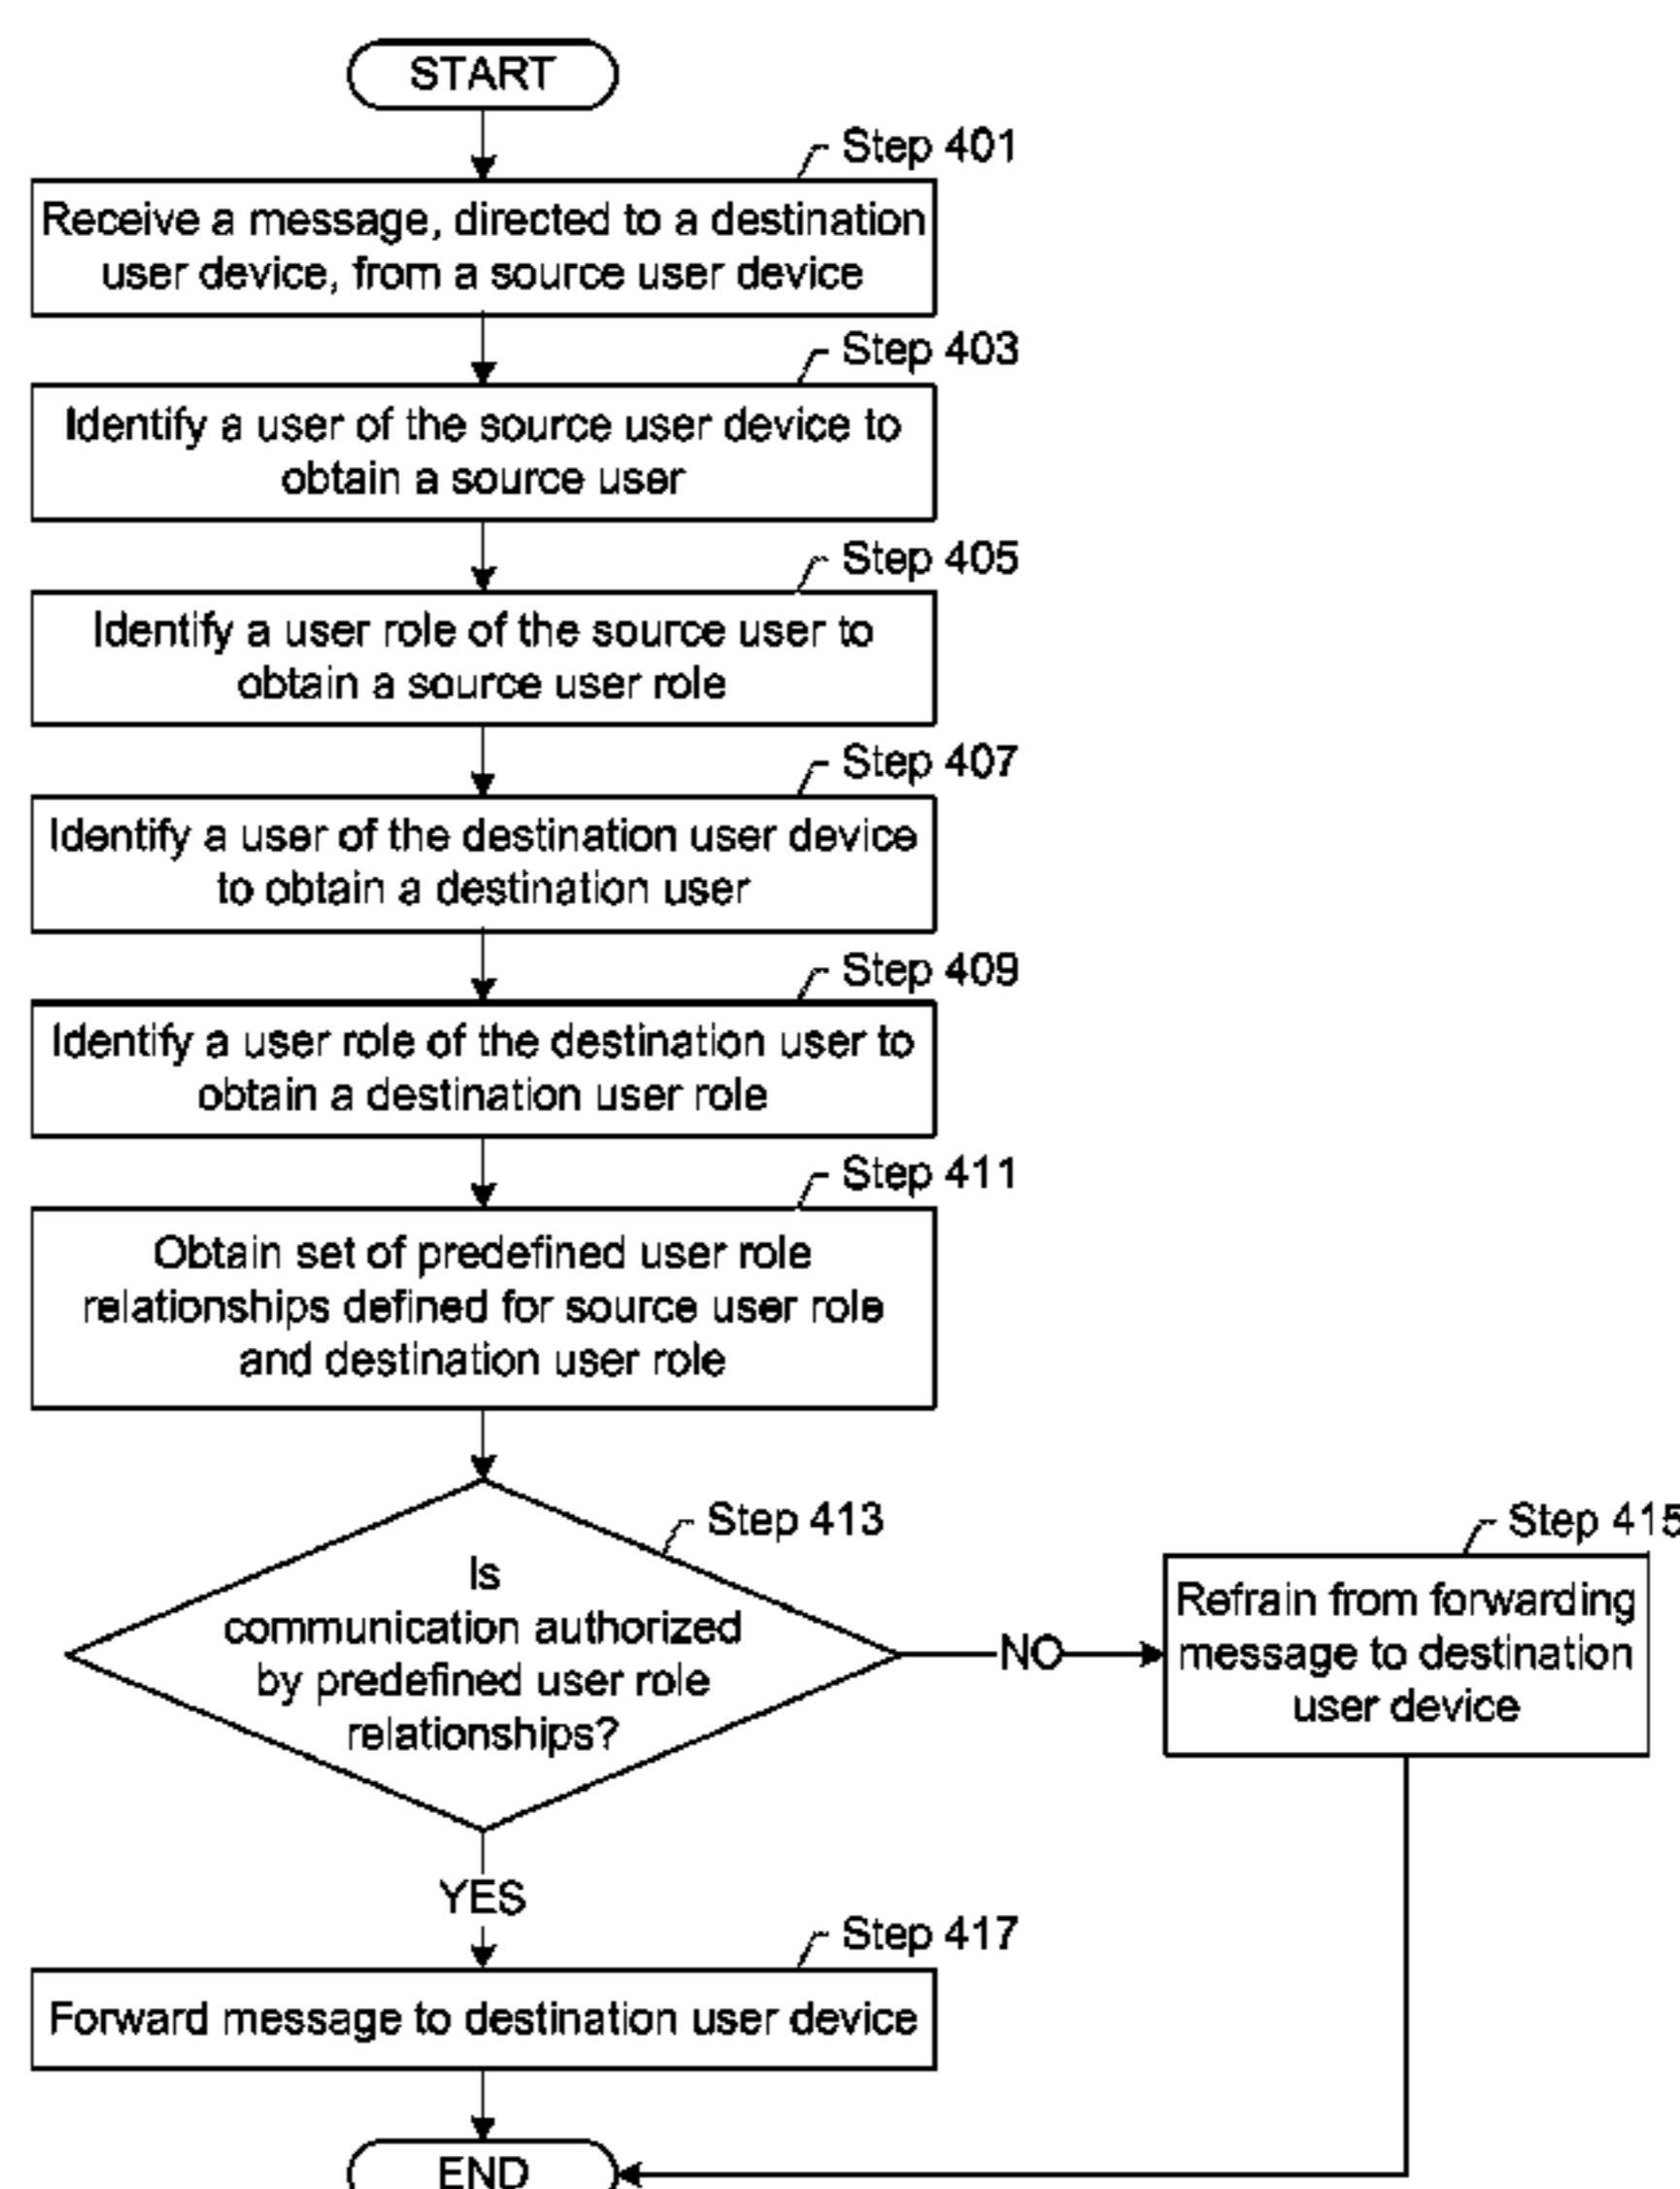 START
Step 401
Receive a message, directed to a destination
user device, from a source user device
Step 403
Identify a user of the source user device to
obtain a source user
Step 405
Identify a user role of the source user to
obtain a source user role
Step 407
Identify a user of the destination user device
to obtain a destination user
Step 409
Identify a user role of the destination user to
obtain a destination user role
Step 411
Obtain set of predefined user role
relationships defined for source user role
and destination user role
Step 413
Is
communication authorized
by predefined user role
relationships?
NO
Step 415
Refrain from forwarding
message to destination
user device
YES
Step 417
Forward message to destination user device
END